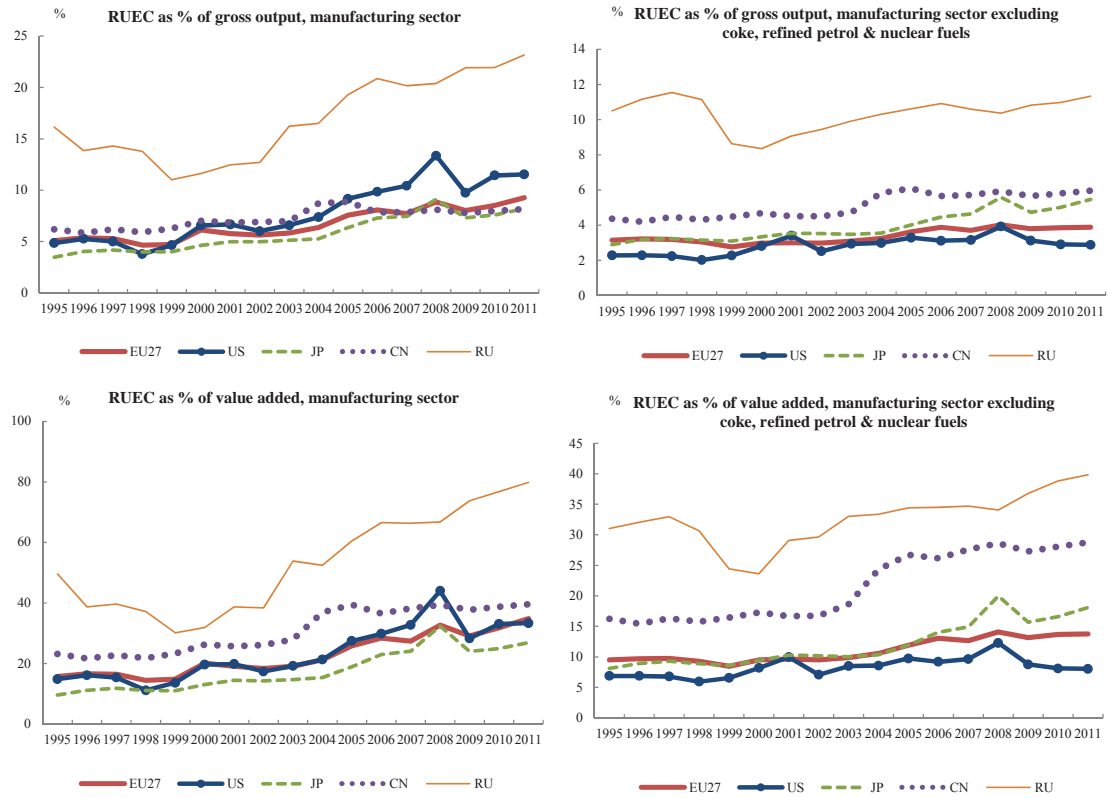 %
RUEC as % of gross output, manufacturing sector
25
20
15
10
5
0
1995 1996 1997 1998 1999 2000 2001 2002 2003 2004 2005 2006 2007 2008 2009 2010 2011
EU27 US JP CN RU
%
RUEC as % of gross output, manufacturing sector excluding
coke, refined petrol & nuclear fuels
14
12
10
8
6
4
2
0
1995 1996 1997 1998 1999 2000 2001 2002 2003 2004 2005 2006 2007 2008 2009 2010 2011
EU27 US JP CN RU
%
RUEC as % of value added, manufacturing sector
100
80
60
40
20
0
1995 1996 1997 1998 1999 2000 2001 2002 2003 2004 2005 2006 2007 2008 2009 2010 2011
EU27 US JP CN RU
%
RUEC as % of value added, manufacturing sector excluding
coke, refined petrol & nuclear fuels
45
40
35
30
25
20
15
10
5
0
1995 1996 1997 1998 1999 2000 2001 2002 2003 2004 2005 2006 2007 2008 2009 2010 2011
EU27 US JP CN RU